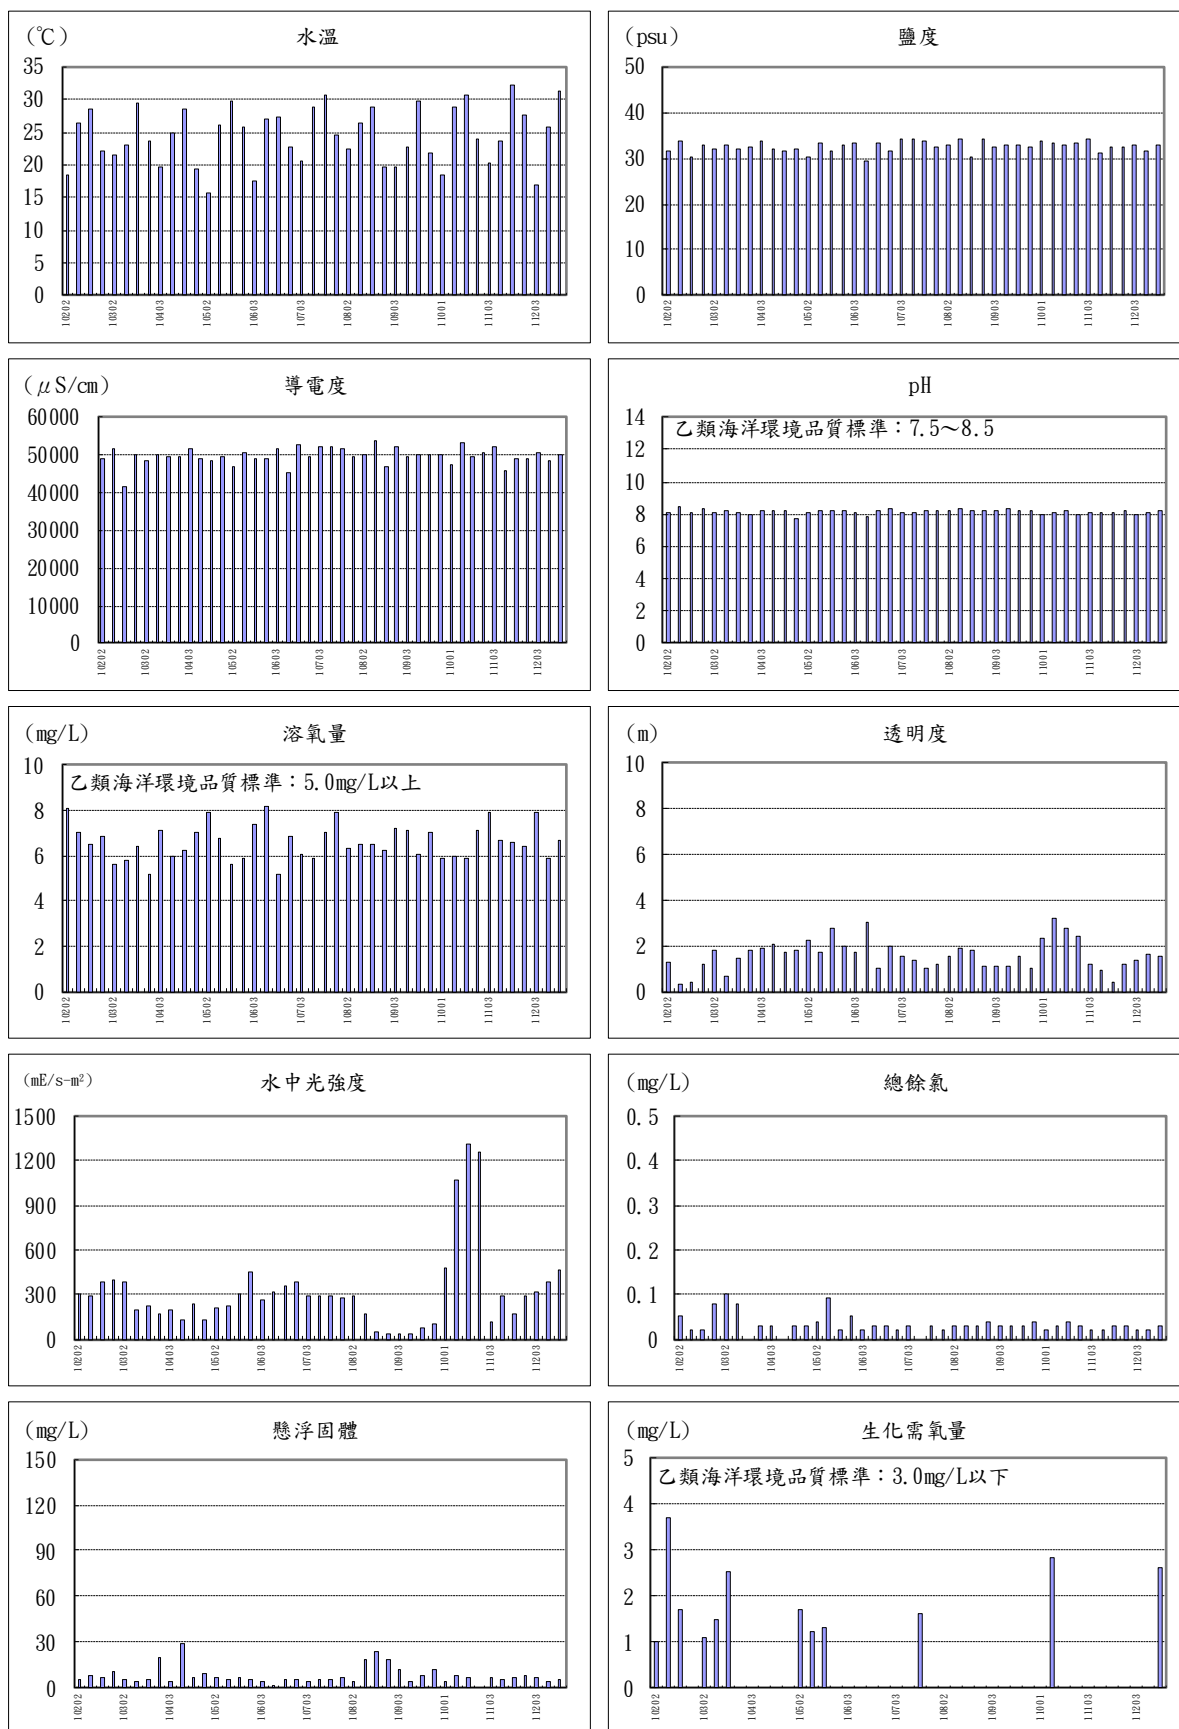 (℃) 水溫
35
30
25
20
15
10
5
0
10202 10302 10403 10502 10603 10703 10802 10903 11001 11103 11203
(psu) 鹽度
50
40
30
20
10
0
10202 10302 10403 10502 10603 10703 10802 10903 11001 11103 11203
(μS/cm) 導電度
60000
50000
40000
30000
20000
10000
0
10202 10302 10403 10502 10603 10703 10802 10903 11001 11103 11203
pH
乙類海洋環境品質標準：7.5～8.5
14
12
10
8
6
4
2
0
10202 10302 10403 10502 10603 10703 10802 10903 11001 11103 11203
(mg/L) 溶氧量
乙類海洋環境品質標準：5.0mg/L以上
10
8
6
4
2
0
10202 10302 10403 10502 10603 10703 10802 10903 11001 11103 11203
(m) 透明度
10
8
6
4
2
0
10202 10302 10403 10502 10603 10703 10802 10903 11001 11103 11203
(mE/s-m²) 水中光強度
1500
1200
900
600
300
0
10202 10302 10403 10502 10603 10703 10802 10903 11001 11103 11203
(mg/L) 總餘氯
0.5
0.4
0.3
0.2
0.1
0
10202 10302 10403 10502 10603 10703 10802 10903 11001 11103 11203
(mg/L) 懸浮固體
150
120
90
60
30
0
10202 10302 10403 10502 10603 10703 10802 10903 11001 11103 11203
(mg/L) 生化需氧量
乙類海洋環境品質標準：3.0mg/L以下
5
4
3
2
1
0
10202 10302 10403 10502 10603 10703 10802 10903 11001 11103 11203